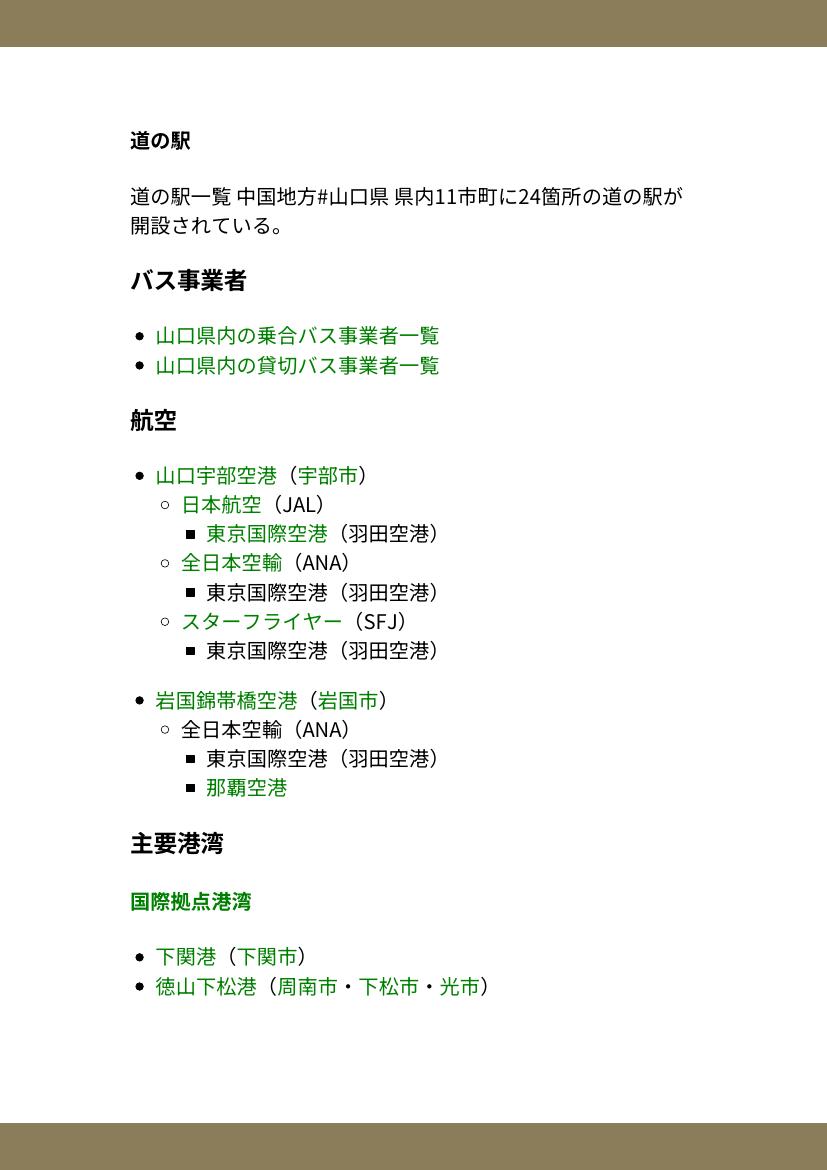 道の駅
道の駅一覧 中国地方#山口県 県内11市町に24箇所の道の駅が
開設されている。
バス事業者
山口県内の乗合バス事業者一覧
山口県内の貸切バス事業者一覧
航空
山口宇部空港（宇部市）
日本航空（JAL）
東京国際空港（羽田空港）
全日本空輸（ANA）
東京国際空港（羽田空港）
スターフライヤー（SFJ）
東京国際空港（羽田空港）
岩国錦帯橋空港（岩国市）
全日本空輸（ANA）
東京国際空港（羽田空港）
那覇空港
主要港湾
国際拠点港湾
下関港（下関市）
徳山下松港（周南市・下松市・光市）